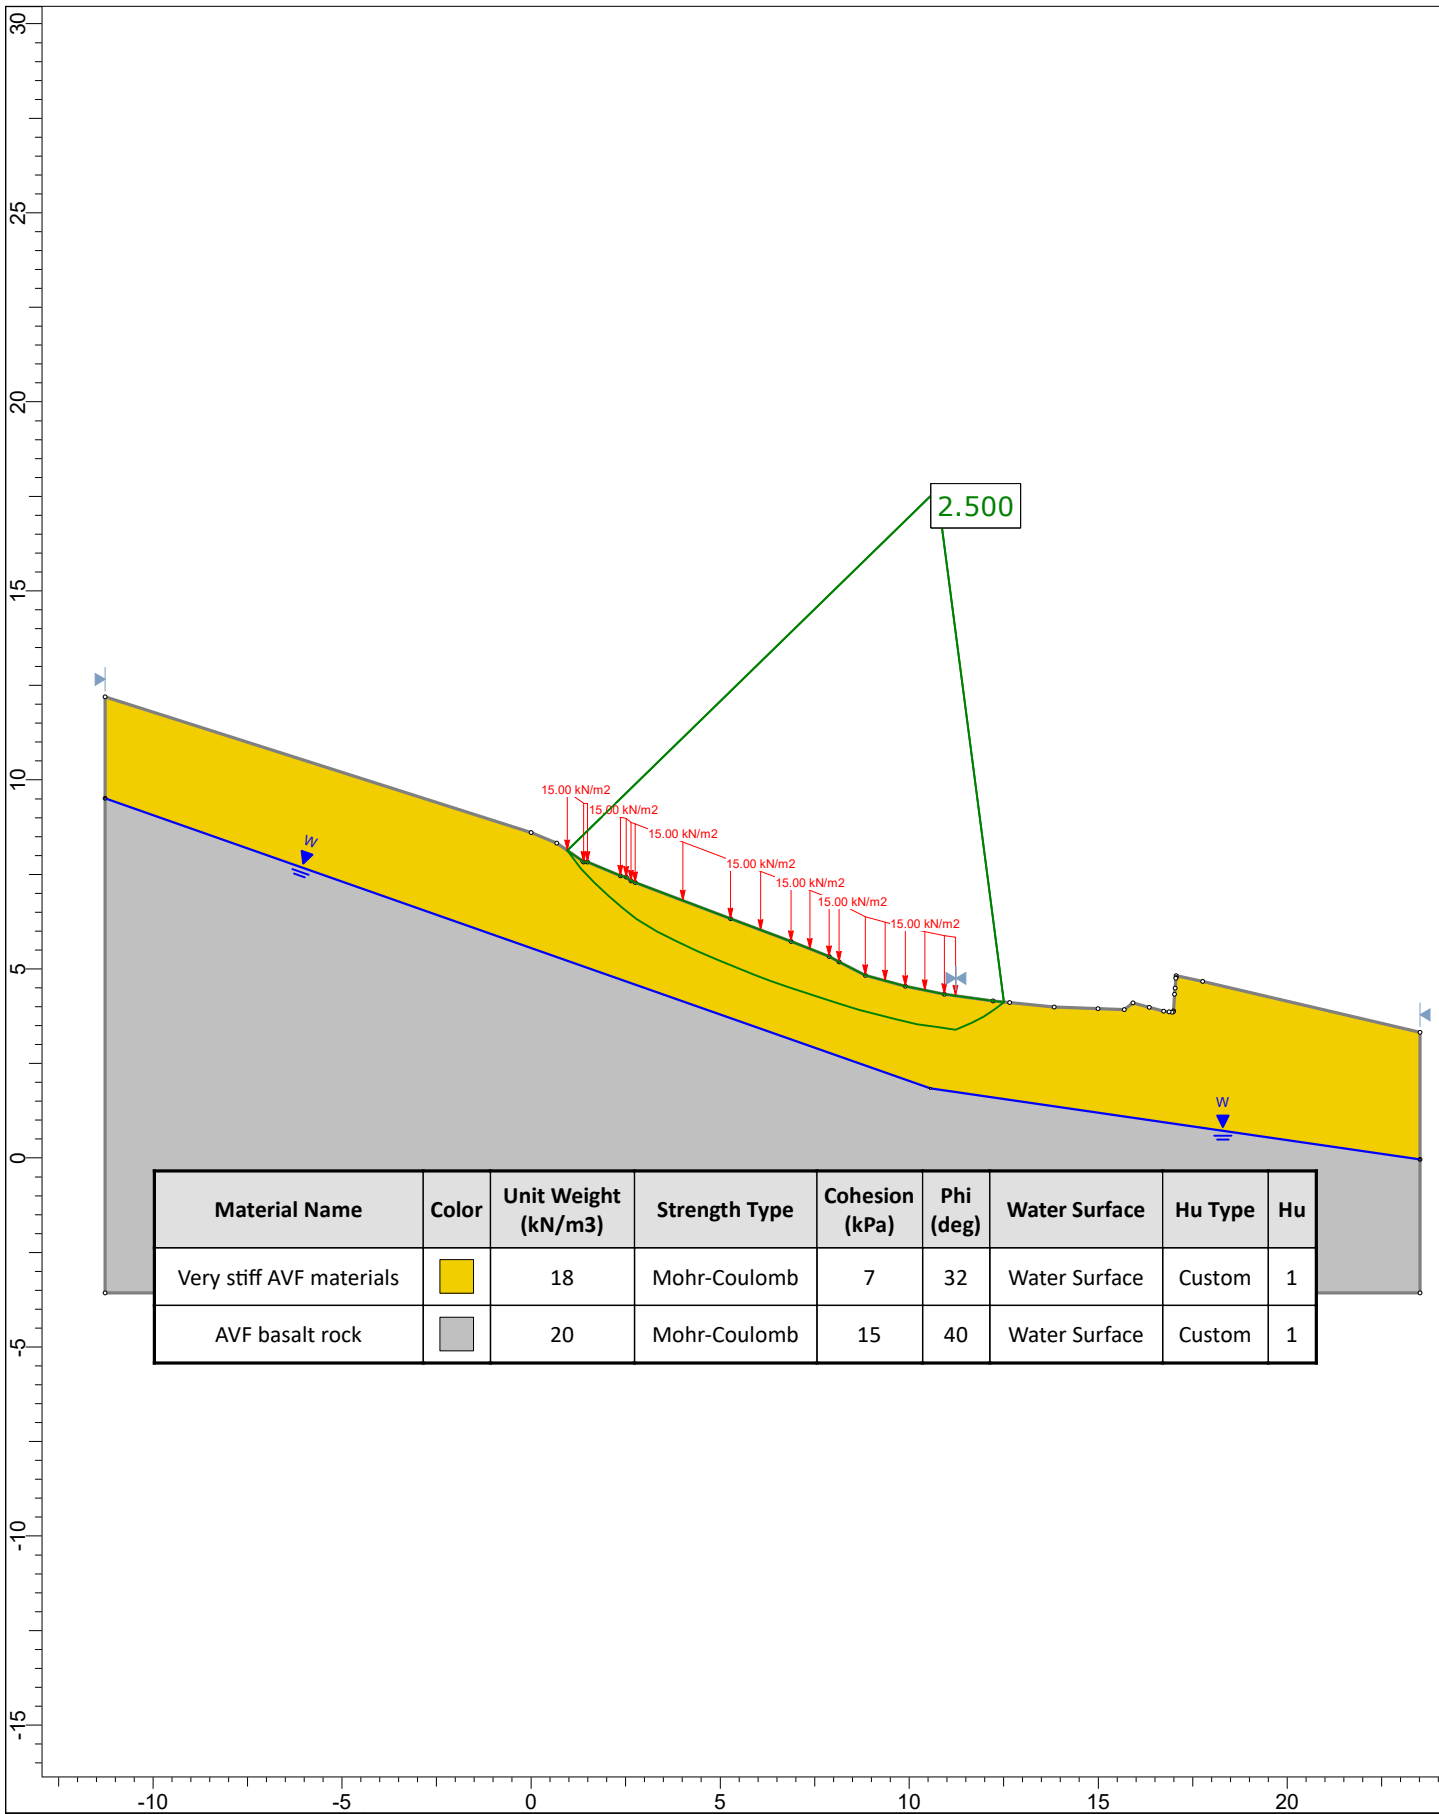 30
25
20
15
10
5
0
-5
-10
-15
2.500
15.00 kN/m2
15.00 kN/m2
15.00 kN/m2
15.00 kN/m2
15.00 kN/m2
15.00 kN/m2
15.00 kN/m2
W
W
Material Name Color Unit Weight (kN/m3) Strength Type Cohesion (kPa) Phi (deg) Water Surface Hu Type Hu
Very stiff AVF materials 18 Mohr-Coulomb 7 32 Water Surface Custom 1
AVF basalt rock 20 Mohr-Coulomb 15 40 Water Surface Custom 1
-10 -5 0 5 10 15 20